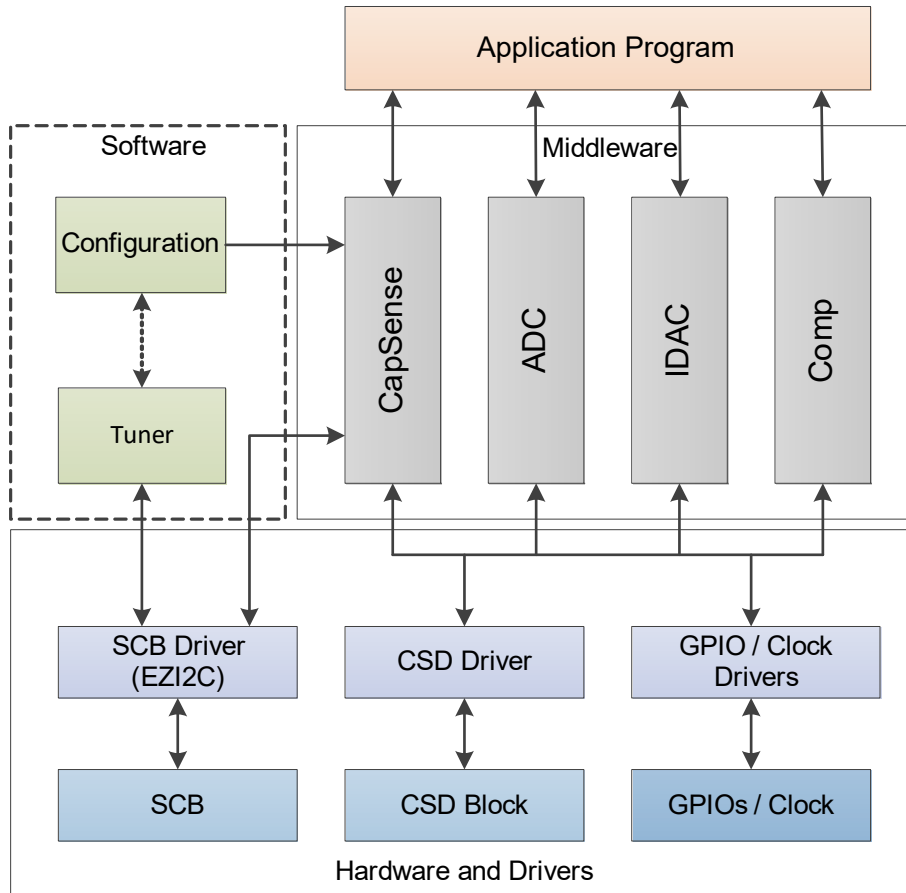 Application Program
Software
Middleware
Configuration
Tuner
CapSense
ADC
IDAC
Comp
SCB Driver
(EZI2C)
CSD Driver
GPIO / Clock
Drivers
SCB
CSD Block
GPIOs / Clock
Hardware and Drivers